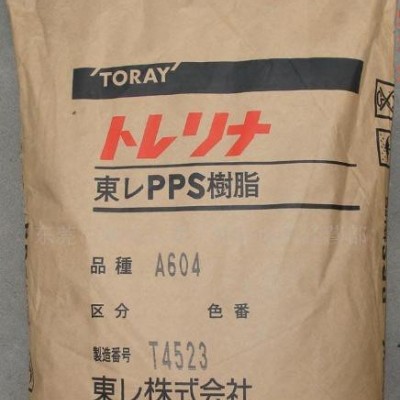 TORAY
トレリナ
東レPPS樹脂
品種 A604
区分 色番
製造番号 T4523
東レ株式会社